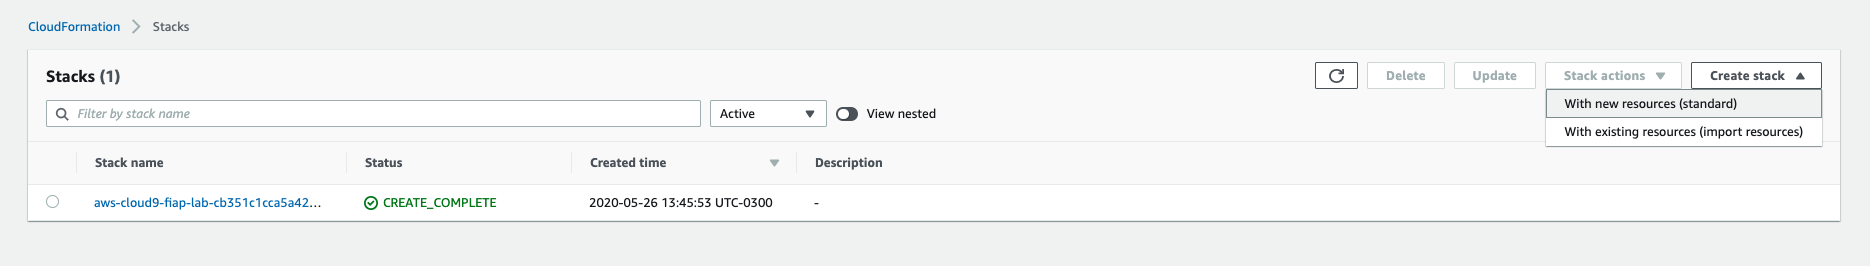 CloudFormation > Stacks
Stacks (1)
Delete Update Stack actions Create stack
With new resources (standard)
With existing resources (import resources)
Filter by stack name Active View nested
Stack name Status Created time Description
aws-cloud9-fiap-lab-cb351c1cca5a42... CREATE_COMPLETE 2020-05-26 13:45:53 UTC-0300 -